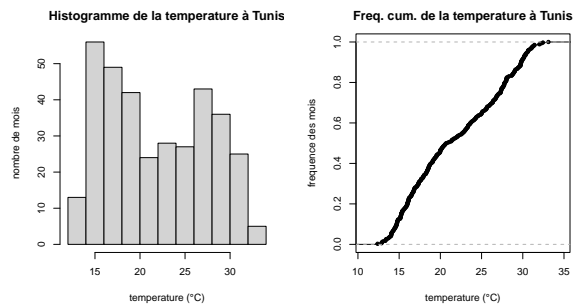 Histogramme de la temperature à Tunis
nombre de mois
0 10 20 30 40 50
15 20 25 30
temperature (°C)
Freq. cum. de la temperature à Tunis
frequence des mois
0.0 0.2 0.4 0.6 0.8 1.0
10 15 20 25 30 35
temperature (°C)